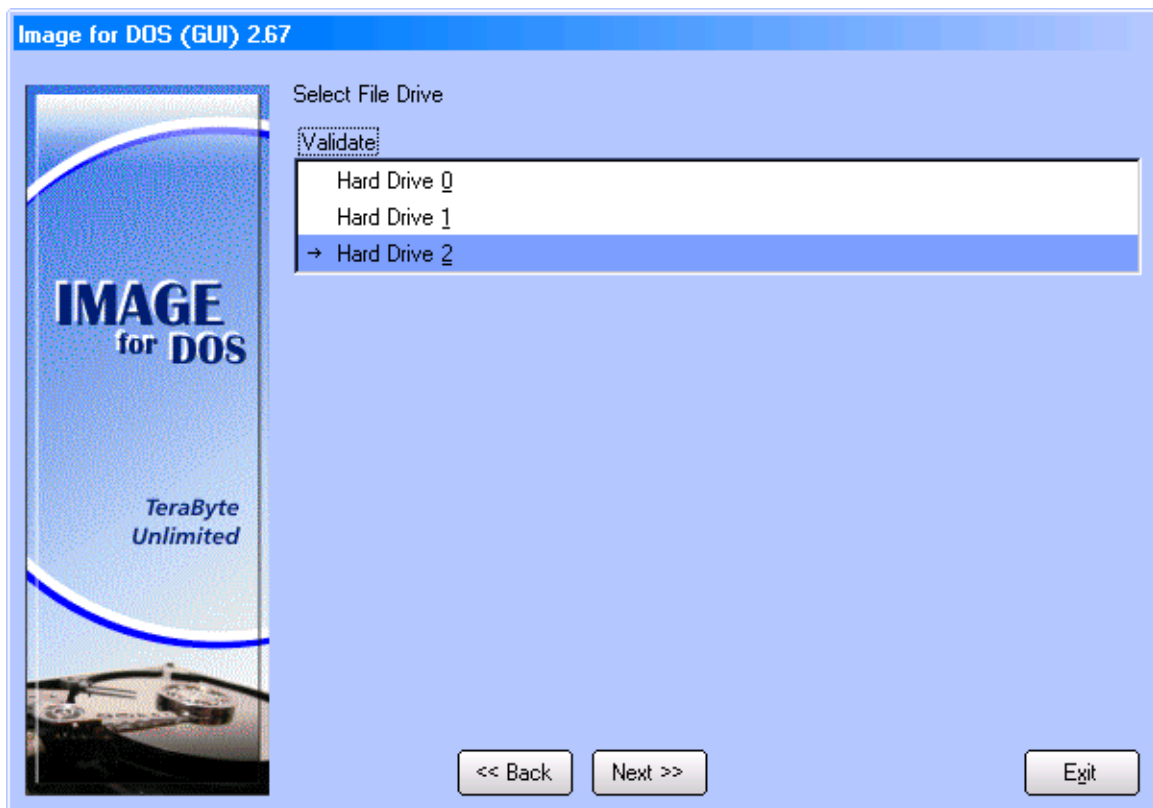 Image for DOS (GUI) 2.67
Select File Drive
Validate
Hard Drive 0
Hard Drive 1
→ Hard Drive 2
IMAGE
for DOS
TeraByte
Unlimited
<< Back
Next >>
Exit